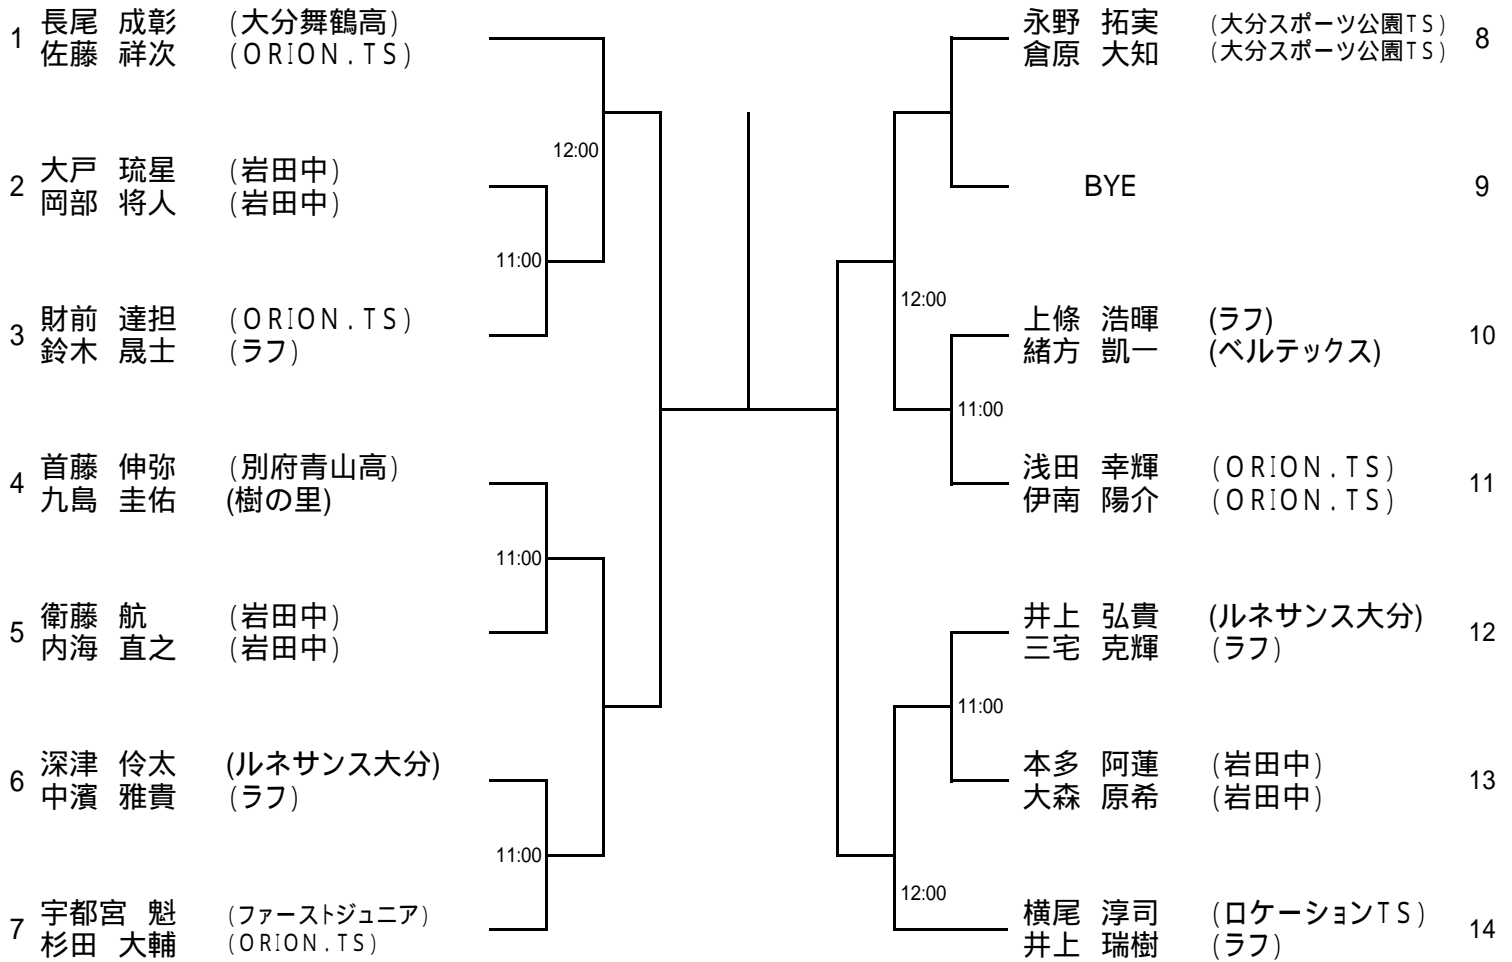 1 長尾 成彰 (大分舞鶴高)
佐藤 祥次 (ORION.TS)
12:00
2 大戸 琉星 (岩田中)
岡部 将人 (岩田中)
11:00
3 財前 達担 (ORION.TS)
鈴木 晟士 (ラフ)
4 首藤 伸弥 (別府青山高)
九島 圭佑 (樹の里)
11:00
5 衛藤 航 (岩田中)
内海 直之 (岩田中)
6 深津 伶太 (ルネサンス大分)
中濱 雅貴 (ラフ)
11:00
7 宇都宮 魁 (ファーストジュニア)
杉田 大輔 (ORION.TS)
永野 拓実 (大分スポーツ公園TS) 8
倉原 大知 (大分スポーツ公園TS)
BYE 9
12:00
上條 浩暉 (ラフ) 10
緒方 凱一 (ベルテックス)
11:00
浅田 幸輝 (ORION.TS) 11
伊南 陽介 (ORION.TS)
井上 弘貴 (ルネサンス大分) 12
三宅 克輝 (ラフ)
11:00
本多 阿蓮 (岩田中) 13
大森 原希 (岩田中)
12:00
横尾 淳司 (ロケーションTS) 14
井上 瑞樹 (ラフ)